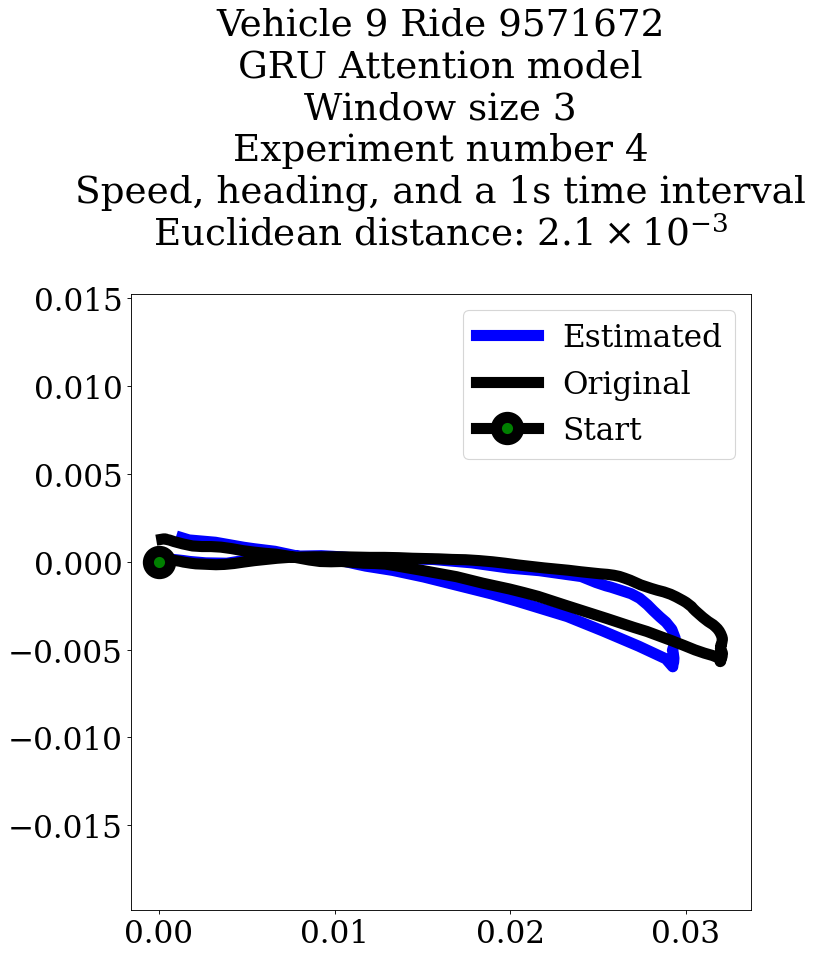 Vehicle 9 Ride 9571672
GRU Attention model
Window size 3
Experiment number 4
Speed, heading, and a 1s time interval
Euclidean distance: 2.1 × 10⁻³
0.015
Estimated
0.010
Original
Start
0.005
0.000
−0.005
−0.010
−0.015
0.00 0.01 0.02 0.03